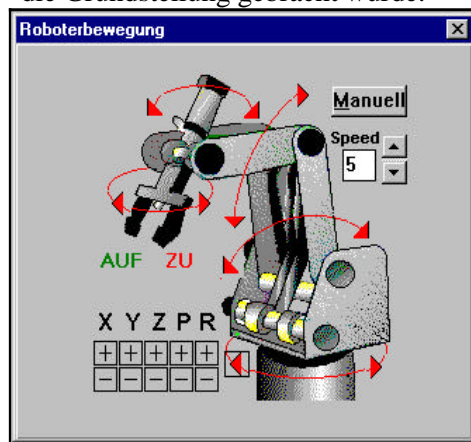 die Grundstellung gebracht wurde.
Roboterbewegung
Manuell
Speed
5
AUF ZU
X Y Z P R
+ + + + +
- - - - -